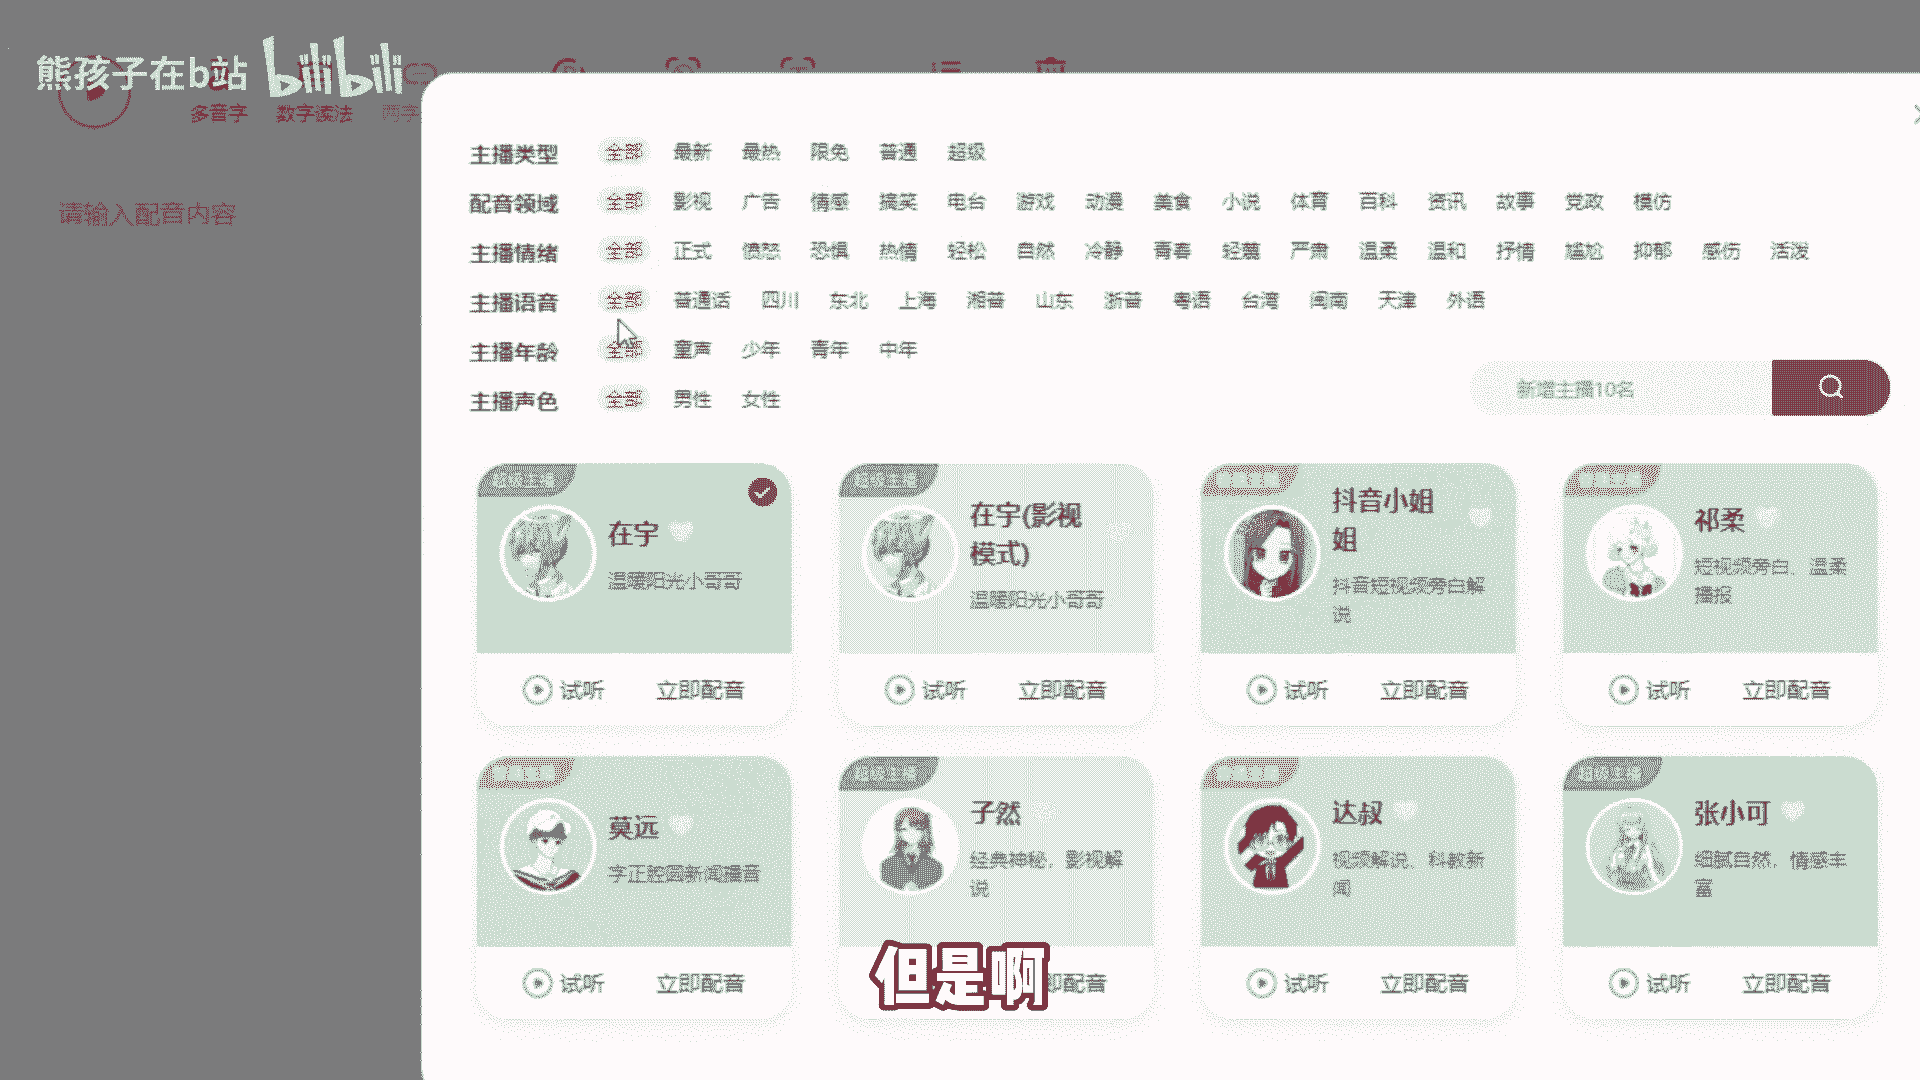 熊孩子在b站 bilibili
多音字 数字读法 两字
请输入配音内容
主播类型 全部 最新 最热 限免 普通 超级
配音领域 全部 影视 广告 情感 搞笑 电台 游戏 动漫 美食 小说 体育 百科 资讯 故事 党政 模仿
主播情绪 全部 正式 愤怒 恐惧 热情 轻松 自然 冷静 青春 轻蔑 严肃 温柔 温和 抒情 尴尬 抑郁 感伤 活泼
主播语音 全部 普通话 四川 东北 上海 湘普 山东 浙普 粤语 台湾 闽南 天津 外语
主播年龄 全部 童声 少年 青年 中年
主播声色 全部 男性 女性
新增主播10名
超级主播
在宇
温暖阳光小哥哥
试听 立即配音
超级主播
在宇(影视
模式)
温暖阳光小哥哥
试听 立即配音
抖音小姐
姐
抖音短视频旁白解
说
试听 立即配音
祁柔
短视频旁白、温柔
播报
试听 立即配音
莫远
字正腔圆新闻播音
试听 立即配音
超级主播
子然
经典神秘，影视解
说
即配音
达叔
视频解说，科教新
闻
试听 立即配音
超级主播
张小可
细腻自然，情感丰
富
试听 立即配音
但是啊